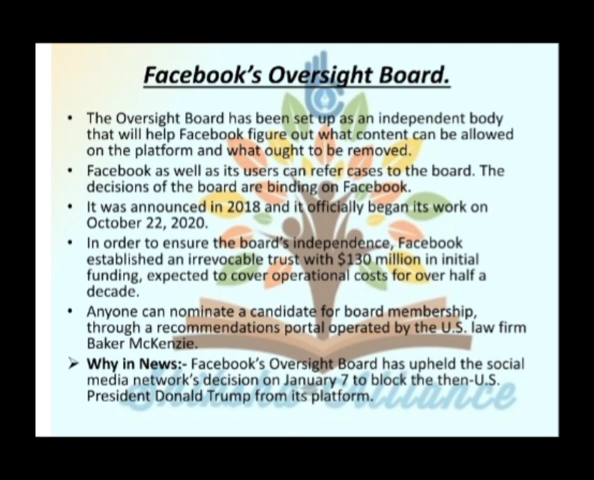 Facebook's Oversight Board.
• The Oversight Board has been set up as an independent body
that will help Facebook figure out what content can be allowed
on the platform and what ought to be removed.
• Facebook as well as its users can refer cases to the board. The
decisions of the board are binding on Facebook.
• It was announced in 2018 and it officially began its work on
October 22, 2020.
• In order to ensure the board's independence, Facebook
established an irrevocable trust with $130 million in initial
funding, expected to cover operational costs for over half a
decade.
• Anyone can nominate a candidate for board membership,
through a recommendations portal operated by the U.S. law firm
Baker McKenzie.
➤ Why in News:- Facebook's Oversight Board has upheld the social
media network's decision on January 7 to block the then-U.S.
President Donald Trump from its platform.